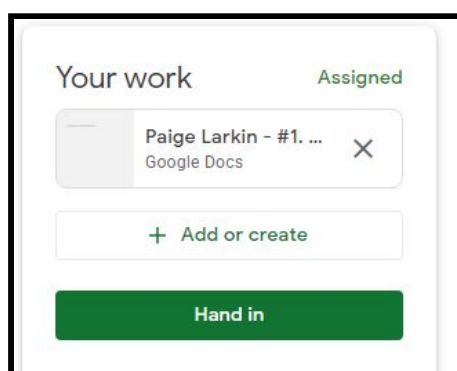 Your work
Assigned
Paige Larkin - #1. ...
Google Docs
+ Add or create
Hand in